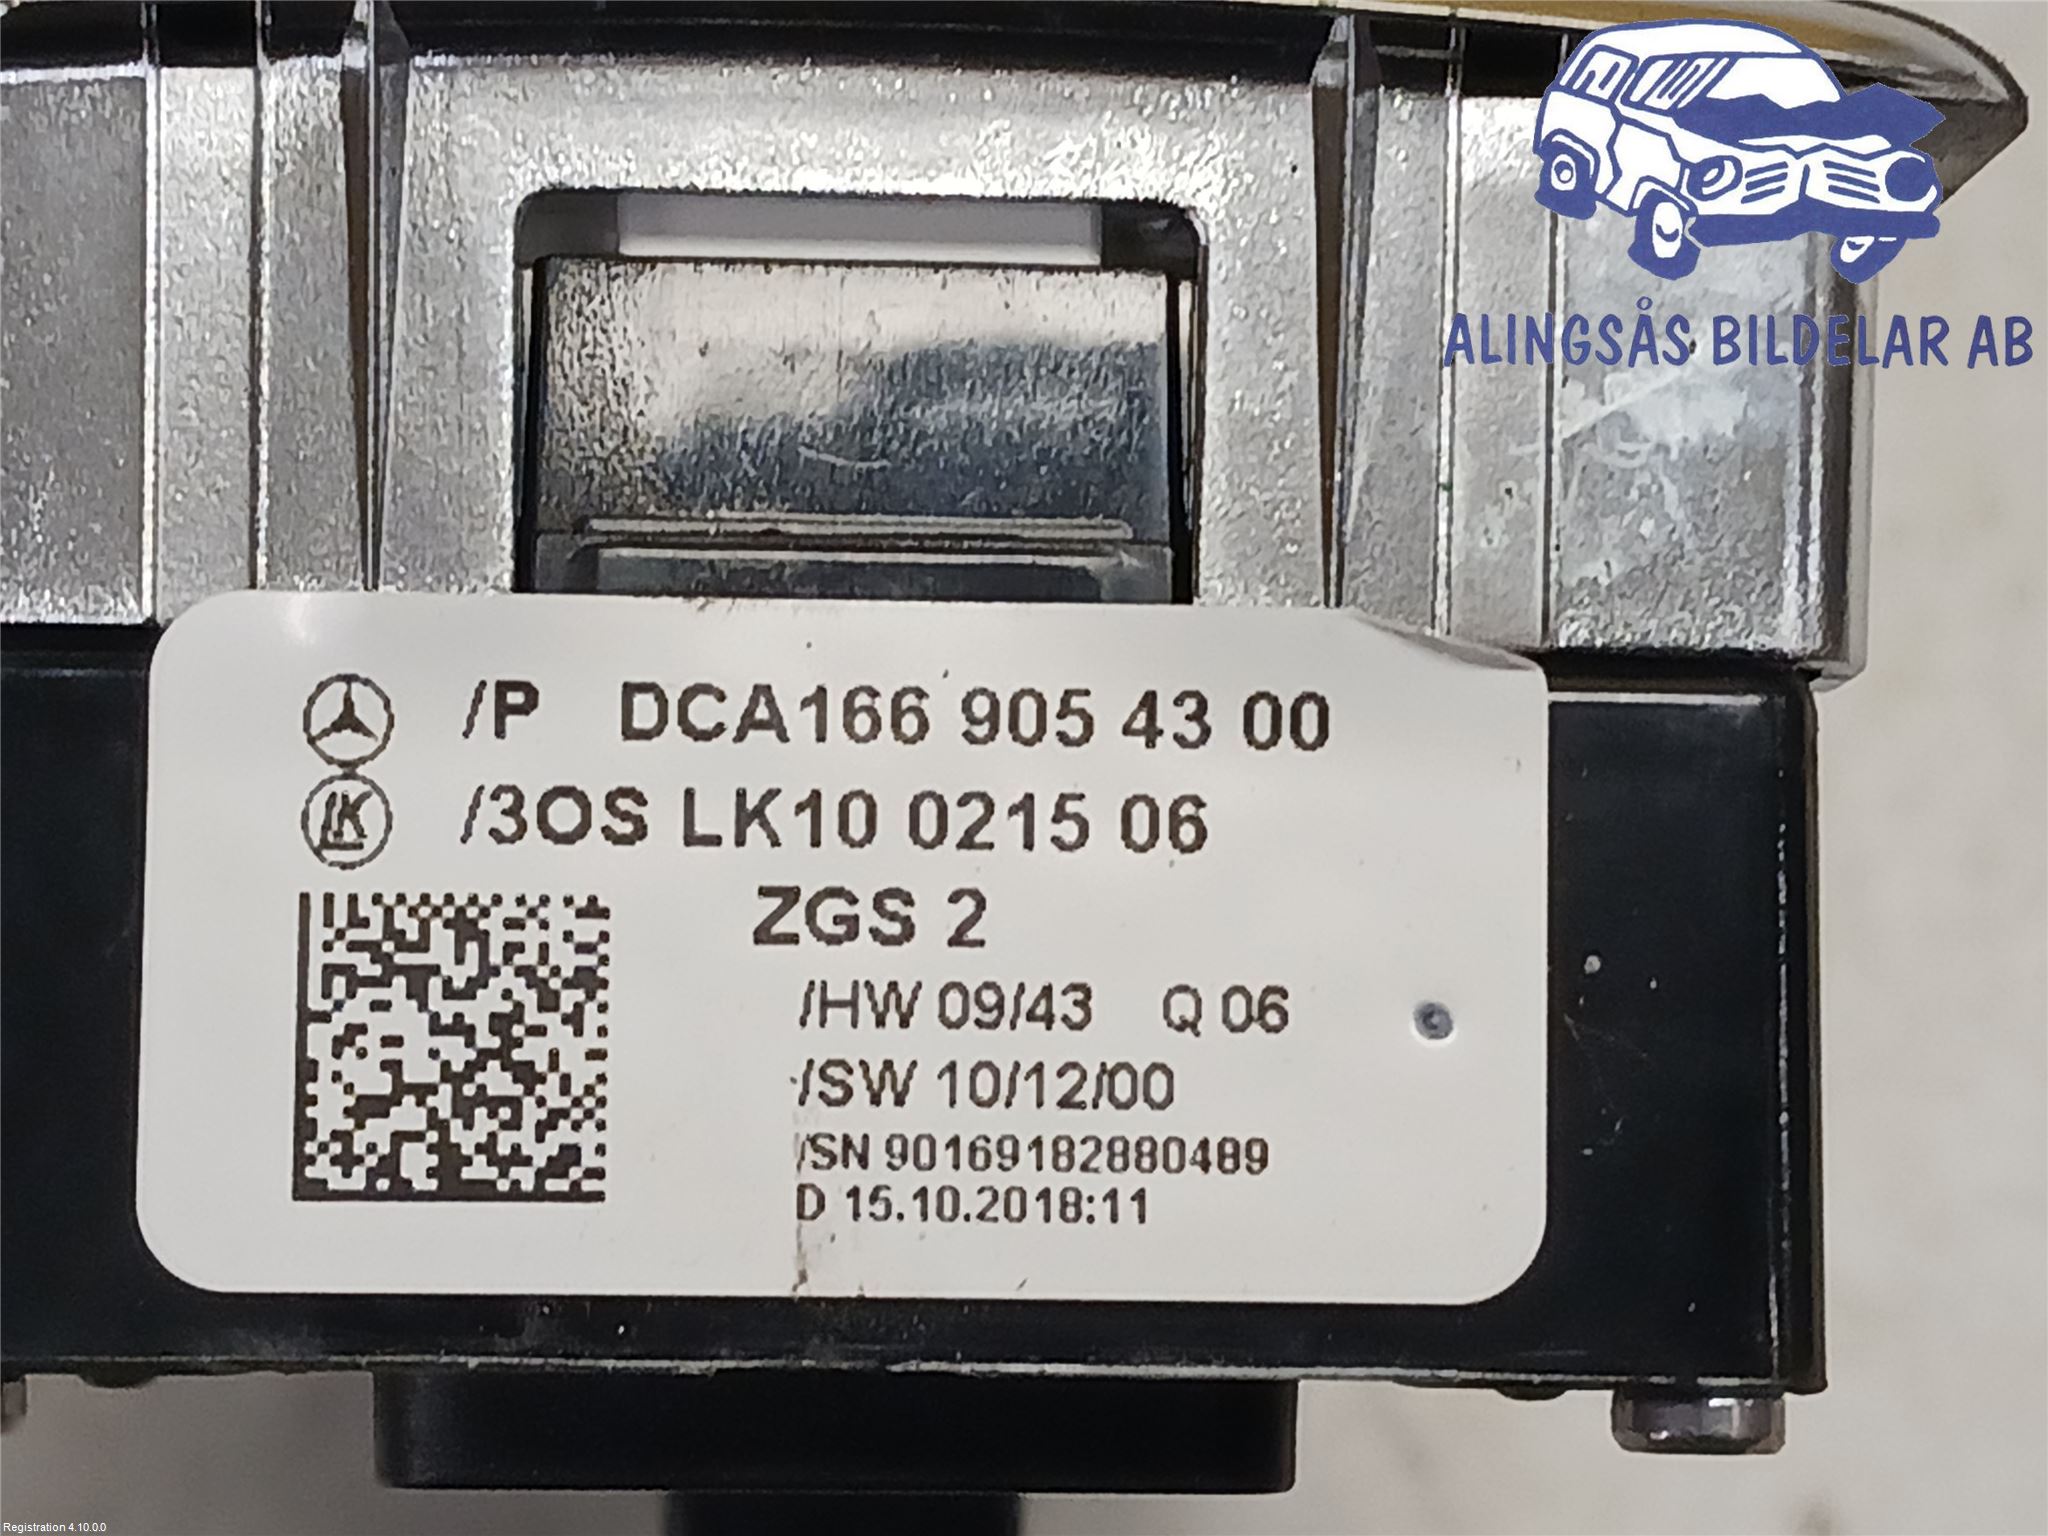 ALINGSÅS BILDELAR AB
/P DCA166 905 43 00
LK /3OS LK10 0215 06
ZGS 2
/HW 09/43 Q 06
/SW 10/12/00
/SN 90169182880489
D 15.10.2018:11
Registration 4.10.0.0